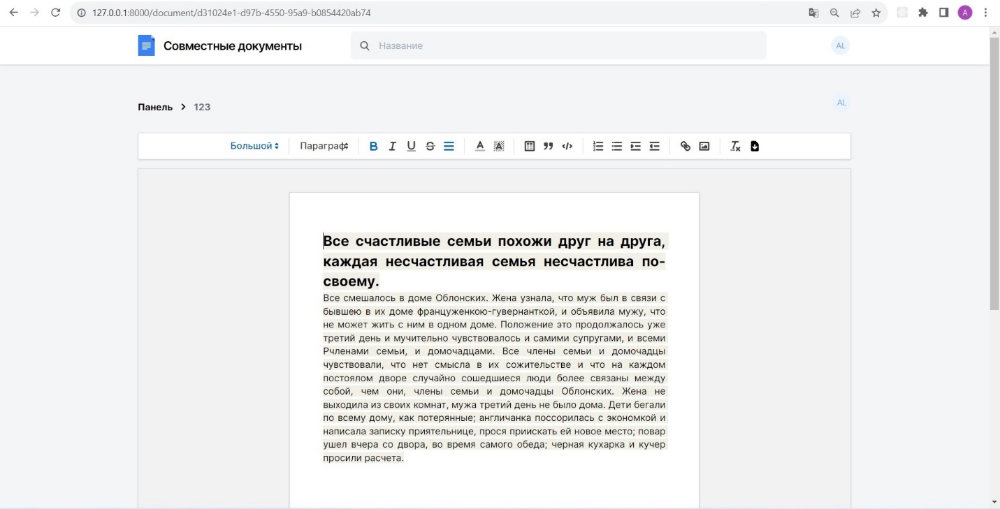 127.0.0.1:8000/document/d31024e1-d97b-4550-95a9-b0854420ab74
A
Совместные документы
Название
AL
Панель > 123
AL
Большой
Параграф
Все счастливые семьи похожи друг на друга,
каждая несчастливая семья несчастлива по-
своему.
Все смешалось в доме Облонских. Жена узнала, что муж был в связи с
бывшею в их доме француженкою-гувернанткой, и объявила мужу, что
не может жить с ним в одном доме. Положение это продолжалось уже
третий день и мучительно чувствовалось и самими супругами, и всеми
Рчленами семьи, и домочадцами. Все члены семьи и домочадцы
чувствовали, что нет смысла в их сожительстве и что на каждом
постоялом дворе случайно сошедшиеся люди более связаны между
собой, чем они, члены семьи и домочадцы Облонских. Жена не
выходила из своих комнат, мужа третий день не было дома. Дети бегали
по всему дому, как потерянные; англичанка поссорилась с экономкой и
написала записку приятельнице, прося приискать ей новое место; повар
ушел вчера со двора, во время самого обеда; черная кухарка и кучер
просили расчета.